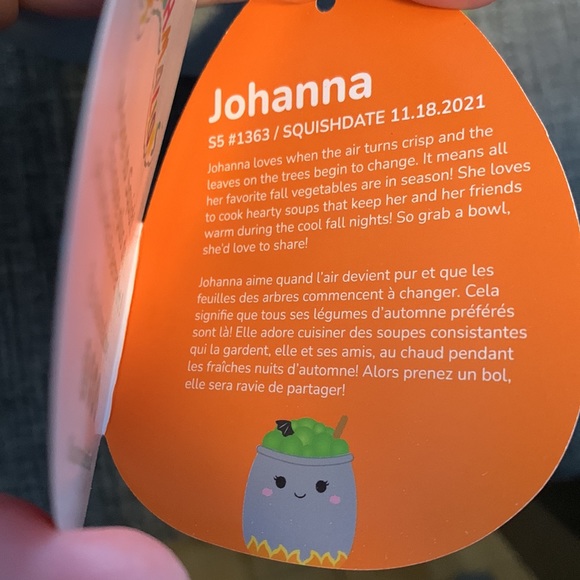 Johanna
S5 #1363 / SQUISHDATE 11.18.2021
Johanna loves when the air turns crisp and the
leaves on the trees begin to change. It means all
her favorite fall vegetables are in season! She loves
to cook hearty soups that keep her and her friends
warm during the cool fall nights! So grab a bowl,
she'd love to share!
Johanna aime quand l'air devient pur et que les
feuilles des arbres commencent à changer. Cela
signifie que tous ses légumes d'automne préférés
sont là! Elle adore cuisiner des soupes consistantes
qui la gardent, elle et ses amis, au chaud pendant
les fraîches nuits d'automne! Alors prenez un bol,
elle sera ravie de partager!